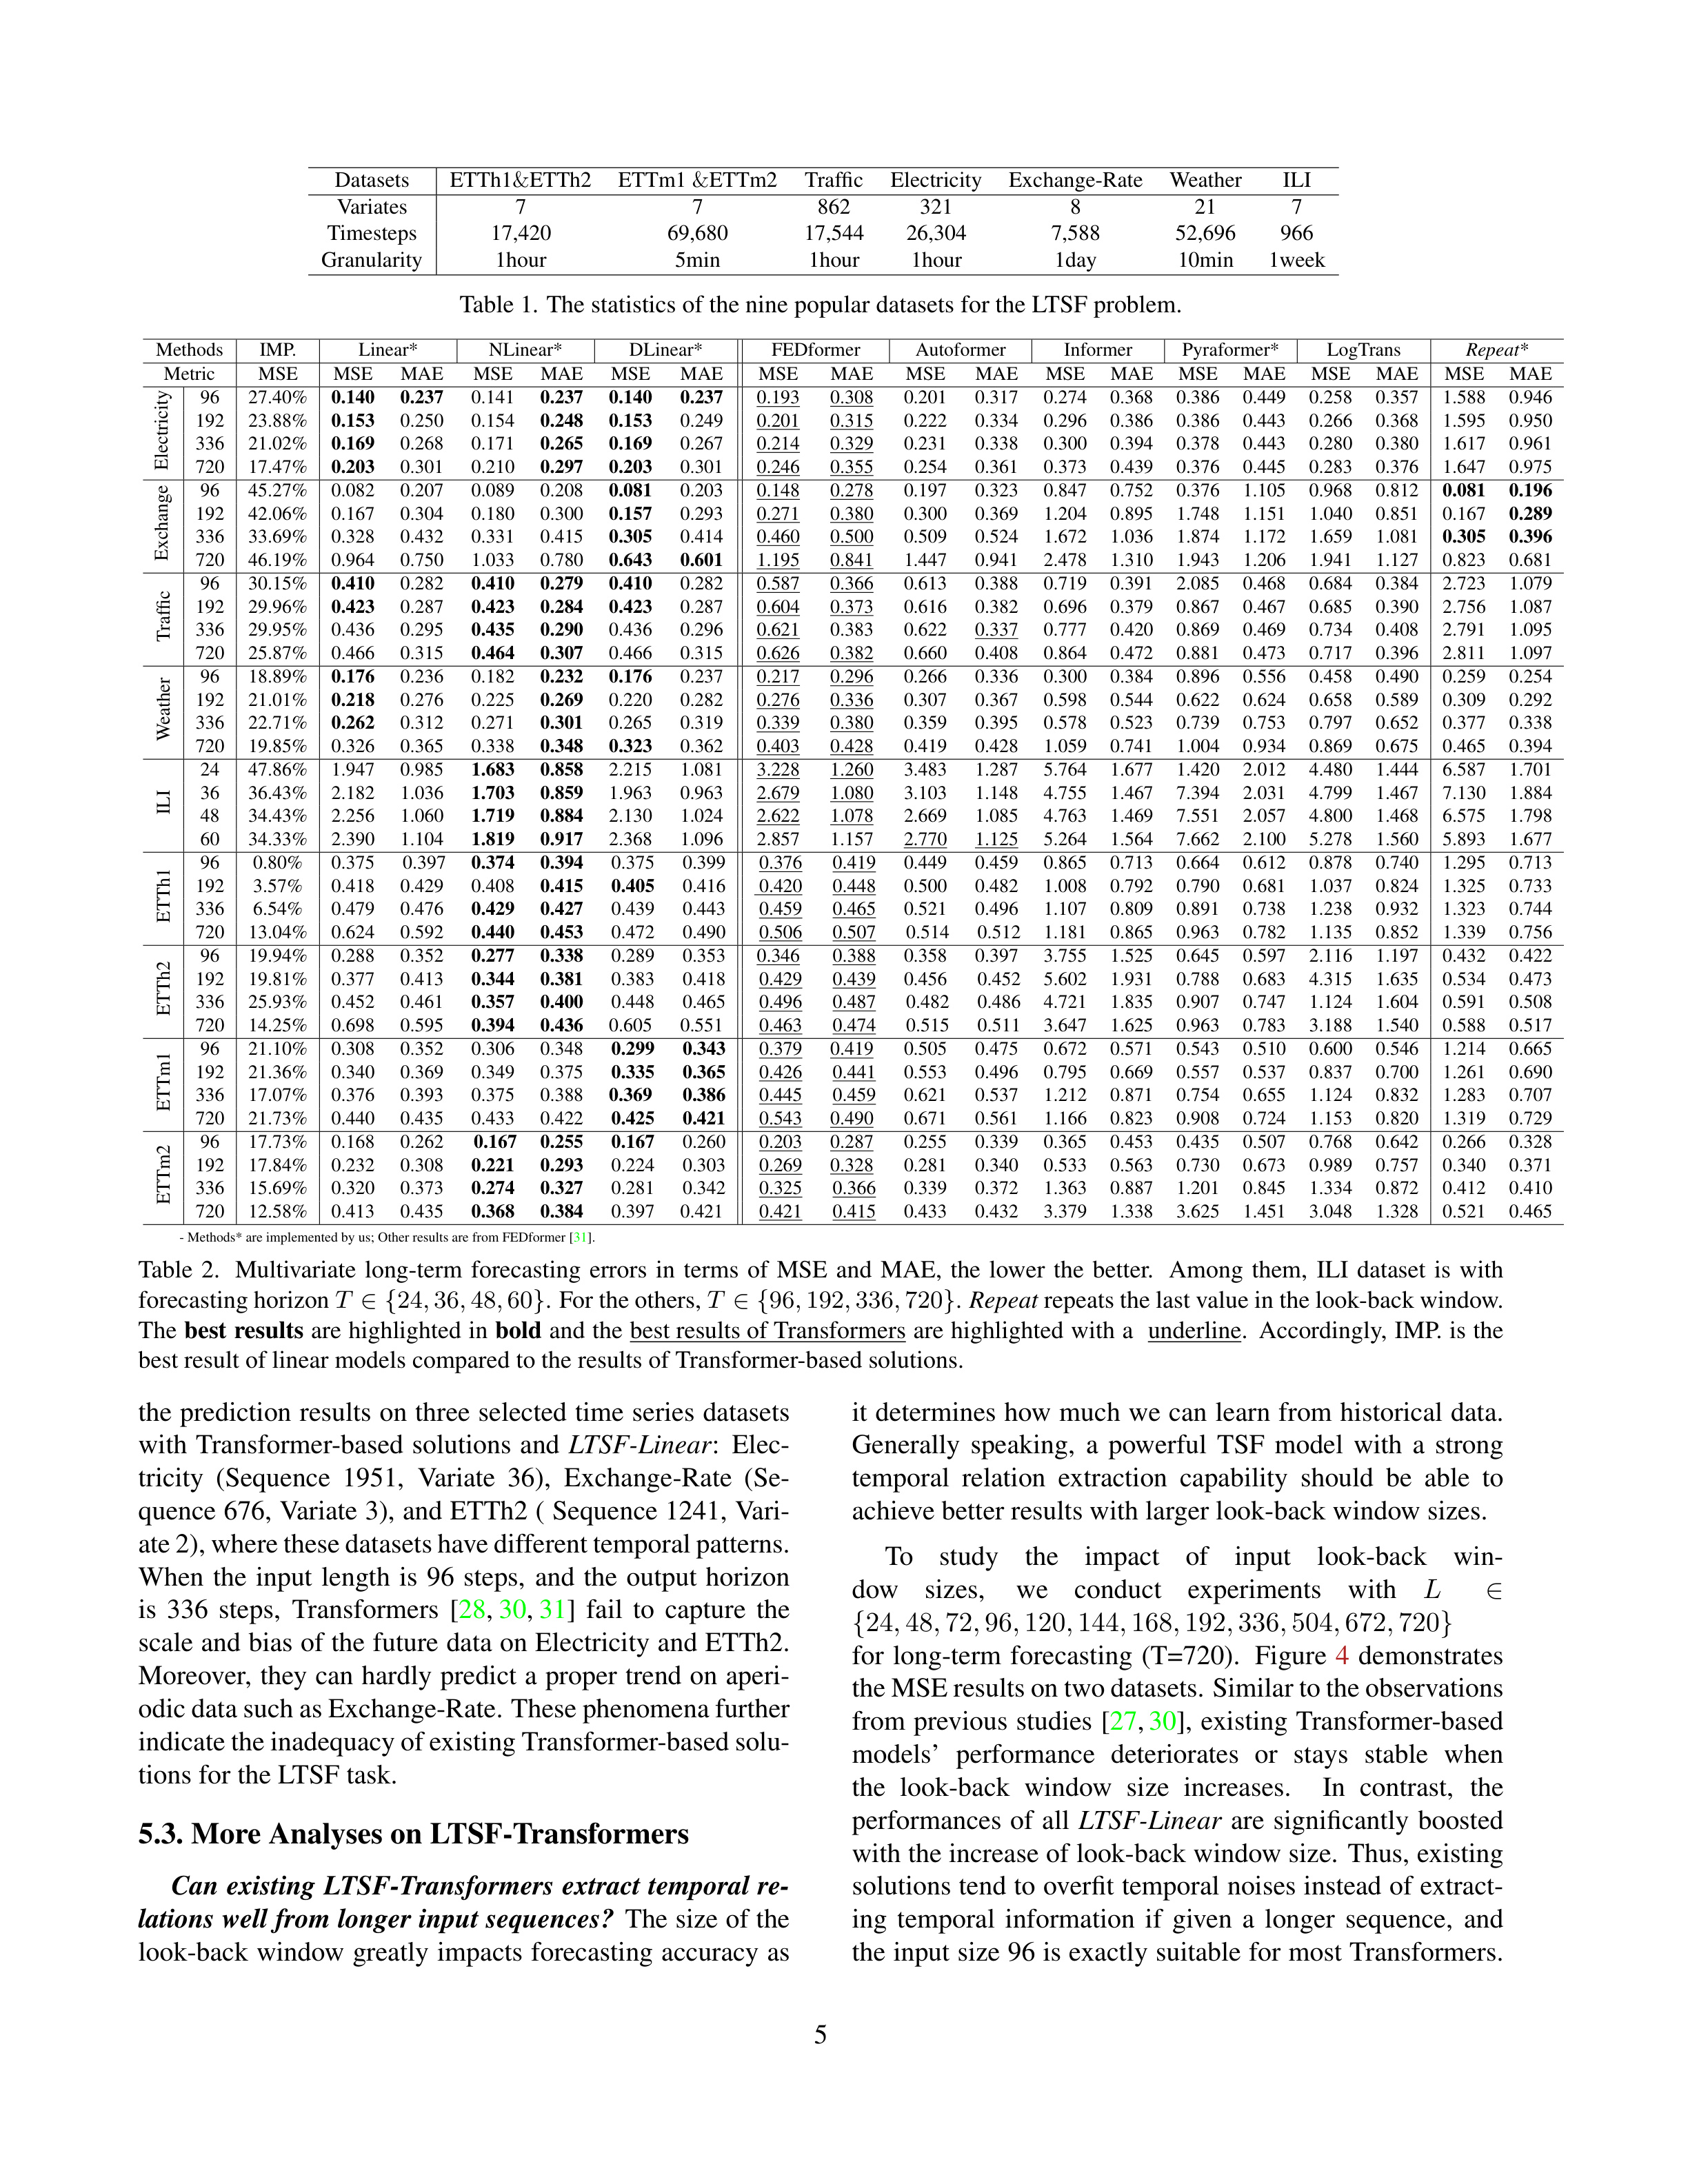 Datasets ETTh1&ETTh2 ETTm1 &ETTm2 Traffic Electricity Exchange-Rate Weather ILI
Variates 7 7 862 321 8 21 7
Timesteps 17,420 69,680 17,544 26,304 7,588 52,696 966
Granularity 1hour 5min 1hour 1hour 1day 10min 1week
Table 1. The statistics of the nine popular datasets for the LTSF problem.
Methods IMP. Linear* NLinear* DLinear* FEDformer Autoformer Informer Pyraformer* LogTrans Repeat*
Metric MSE MSE MAE MSE MAE MSE MAE MSE MAE MSE MAE MSE MAE MSE MAE MSE MAE MSE MAE
Electricity
96 27.40% 0.140 0.237 0.141 0.237 0.140 0.237 0.193 0.308 0.201 0.317 0.274 0.368 0.386 0.449 0.258 0.357 1.588 0.946
192 23.88% 0.153 0.250 0.154 0.248 0.153 0.249 0.201 0.315 0.222 0.334 0.296 0.386 0.386 0.443 0.266 0.368 1.595 0.950
336 21.02% 0.169 0.268 0.171 0.265 0.169 0.267 0.214 0.329 0.231 0.338 0.300 0.394 0.378 0.443 0.280 0.380 1.617 0.961
720 17.47% 0.203 0.301 0.210 0.297 0.203 0.301 0.246 0.355 0.254 0.361 0.373 0.439 0.376 0.445 0.283 0.376 1.647 0.975
Exchange
96 45.27% 0.082 0.207 0.089 0.208 0.081 0.203 0.148 0.278 0.197 0.323 0.847 0.752 0.376 1.105 0.968 0.812 0.081 0.196
192 42.06% 0.167 0.304 0.180 0.300 0.157 0.293 0.271 0.380 0.300 0.369 1.204 0.895 1.748 1.151 1.040 0.851 0.167 0.289
336 33.69% 0.328 0.432 0.331 0.415 0.305 0.414 0.460 0.500 0.509 0.524 1.672 1.036 1.874 1.172 1.659 1.081 0.305 0.396
720 46.19% 0.964 0.750 1.033 0.780 0.643 0.601 1.195 0.841 1.447 0.941 2.478 1.310 1.943 1.206 1.941 1.127 0.823 0.681
Traffic
96 30.15% 0.410 0.282 0.410 0.279 0.410 0.282 0.587 0.366 0.613 0.388 0.719 0.391 2.085 0.468 0.684 0.384 2.723 1.079
192 29.96% 0.423 0.287 0.423 0.284 0.423 0.287 0.604 0.373 0.616 0.382 0.696 0.379 0.867 0.467 0.685 0.390 2.756 1.087
336 29.95% 0.436 0.295 0.435 0.290 0.436 0.296 0.621 0.383 0.622 0.337 0.777 0.420 0.869 0.469 0.734 0.408 2.791 1.095
720 25.87% 0.466 0.315 0.464 0.307 0.466 0.315 0.626 0.382 0.660 0.408 0.864 0.472 0.881 0.473 0.717 0.396 2.811 1.097
Weather
96 18.89% 0.176 0.236 0.182 0.232 0.176 0.237 0.217 0.296 0.266 0.336 0.300 0.384 0.896 0.556 0.458 0.490 0.259 0.254
192 21.01% 0.218 0.276 0.225 0.269 0.220 0.282 0.276 0.336 0.307 0.367 0.598 0.544 0.622 0.624 0.658 0.589 0.309 0.292
336 22.71% 0.262 0.312 0.271 0.301 0.265 0.319 0.339 0.380 0.359 0.395 0.578 0.523 0.739 0.753 0.797 0.652 0.377 0.338
720 19.85% 0.326 0.365 0.338 0.348 0.323 0.362 0.403 0.428 0.419 0.428 1.059 0.741 1.004 0.934 0.869 0.675 0.465 0.394
ILI
24 47.86% 1.947 0.985 1.683 0.858 2.215 1.081 3.228 1.260 3.483 1.287 5.764 1.677 1.420 2.012 4.480 1.444 6.587 1.701
36 36.43% 2.182 1.036 1.703 0.859 1.963 0.963 2.679 1.080 3.103 1.148 4.755 1.467 7.394 2.031 4.799 1.467 7.130 1.884
48 34.43% 2.256 1.060 1.719 0.884 2.130 1.024 2.622 1.078 2.669 1.085 4.763 1.469 7.551 2.057 4.800 1.468 6.575 1.798
60 34.33% 2.390 1.104 1.819 0.917 2.368 1.096 2.857 1.157 2.770 1.125 5.264 1.564 7.662 2.100 5.278 1.560 5.893 1.677
ETTh1
96 0.80% 0.375 0.397 0.374 0.394 0.375 0.399 0.376 0.419 0.449 0.459 0.865 0.713 0.664 0.612 0.878 0.740 1.295 0.713
192 3.57% 0.418 0.429 0.408 0.415 0.405 0.416 0.420 0.448 0.500 0.482 1.008 0.792 0.790 0.681 1.037 0.824 1.325 0.733
336 6.54% 0.479 0.476 0.429 0.427 0.439 0.443 0.459 0.465 0.521 0.496 1.107 0.809 0.891 0.738 1.238 0.932 1.323 0.744
720 13.04% 0.624 0.592 0.440 0.453 0.472 0.490 0.506 0.507 0.514 0.512 1.181 0.865 0.963 0.782 1.135 0.852 1.339 0.756
ETTh2
96 19.94% 0.288 0.352 0.277 0.338 0.289 0.353 0.346 0.388 0.358 0.397 3.755 1.525 0.645 0.597 2.116 1.197 0.432 0.422
192 19.81% 0.377 0.413 0.344 0.381 0.383 0.418 0.429 0.439 0.456 0.452 5.602 1.931 0.788 0.683 4.315 1.635 0.534 0.473
336 25.93% 0.452 0.461 0.357 0.400 0.448 0.465 0.496 0.487 0.482 0.486 4.721 1.835 0.907 0.747 1.124 1.604 0.591 0.508
720 14.25% 0.698 0.595 0.394 0.436 0.605 0.551 0.463 0.474 0.515 0.511 3.647 1.625 0.963 0.783 3.188 1.540 0.588 0.517
ETTm1
96 21.10% 0.308 0.352 0.306 0.348 0.299 0.343 0.379 0.419 0.505 0.475 0.672 0.571 0.543 0.510 0.600 0.546 1.214 0.665
192 21.36% 0.340 0.369 0.349 0.375 0.335 0.365 0.426 0.441 0.553 0.496 0.795 0.669 0.557 0.537 0.837 0.700 1.261 0.690
336 17.07% 0.376 0.393 0.375 0.388 0.369 0.386 0.445 0.459 0.621 0.537 1.212 0.871 0.754 0.655 1.124 0.832 1.283 0.707
720 21.73% 0.440 0.435 0.433 0.422 0.425 0.421 0.543 0.490 0.671 0.561 1.166 0.823 0.908 0.724 1.153 0.820 1.319 0.729
ETTm2
96 17.73% 0.168 0.262 0.167 0.255 0.167 0.260 0.203 0.287 0.255 0.339 0.365 0.453 0.435 0.507 0.768 0.642 0.266 0.328
192 17.84% 0.232 0.308 0.221 0.293 0.224 0.303 0.269 0.328 0.281 0.340 0.533 0.563 0.730 0.673 0.989 0.757 0.340 0.371
336 15.69% 0.320 0.373 0.274 0.327 0.281 0.342 0.325 0.366 0.339 0.372 1.363 0.887 1.201 0.845 1.334 0.872 0.412 0.410
720 12.58% 0.413 0.435 0.368 0.384 0.397 0.421 0.421 0.415 0.433 0.432 3.379 1.338 3.625 1.451 3.048 1.328 0.521 0.465
- Methods* are implemented by us; Other results are from FEDformer [31].
Table 2. Multivariate long-term forecasting errors in terms of MSE and MAE, the lower the better. Among them, ILI dataset is with
forecasting horizon T ∈ {24, 36, 48, 60}. For the others, T ∈ {96, 192, 336, 720}. Repeat repeats the last value in the look-back window.
The best results are highlighted in bold and the best results of Transformers are highlighted with a underline. Accordingly, IMP. is the
best result of linear models compared to the results of Transformer-based solutions.
the prediction results on three selected time series datasets
with Transformer-based solutions and LTSF-Linear: Elec-
tricity (Sequence 1951, Variate 36), Exchange-Rate (Se-
quence 676, Variate 3), and ETTh2 ( Sequence 1241, Vari-
ate 2), where these datasets have different temporal patterns.
When the input length is 96 steps, and the output horizon
is 336 steps, Transformers [28, 30, 31] fail to capture the
scale and bias of the future data on Electricity and ETTh2.
Moreover, they can hardly predict a proper trend on aperi-
odic data such as Exchange-Rate. These phenomena further
indicate the inadequacy of existing Transformer-based solu-
tions for the LTSF task.
5.3. More Analyses on LTSF-Transformers
Can existing LTSF-Transformers extract temporal re-
lations well from longer input sequences? The size of the
look-back window greatly impacts forecasting accuracy as
it determines how much we can learn from historical data.
Generally speaking, a powerful TSF model with a strong
temporal relation extraction capability should be able to
achieve better results with larger look-back window sizes.
To study the impact of input look-back win-
dow sizes, we conduct experiments with L ∈
{24, 48, 72, 96, 120, 144, 168, 192, 336, 504, 672, 720}
for long-term forecasting (T=720). Figure 4 demonstrates
the MSE results on two datasets. Similar to the observations
from previous studies [27, 30], existing Transformer-based
models' performance deteriorates or stays stable when
the look-back window size increases. In contrast, the
performances of all LTSF-Linear are significantly boosted
with the increase of look-back window size. Thus, existing
solutions tend to overfit temporal noises instead of extract-
ing temporal information if given a longer sequence, and
the input size 96 is exactly suitable for most Transformers.
5